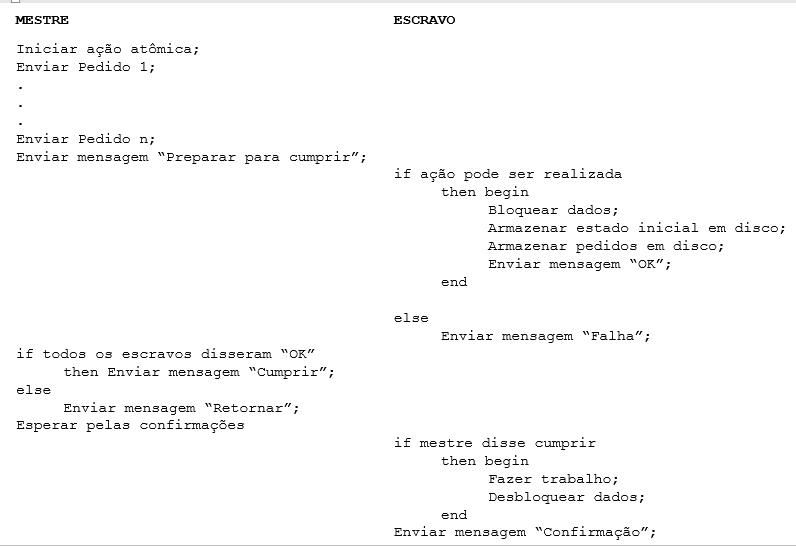 MESTRE ESCRAVO
Iniciar ação atômica;
Enviar Pedido 1;
.
.
.
Enviar Pedido n;
Enviar mensagem “Preparar para cumprir”;
if ação pode ser realizada
then begin
Bloquear dados;
Armazenar estado inicial em disco;
Armazenar pedidos em disco;
Enviar mensagem “OK”;
end
else
Enviar mensagem “Falha”;
if todos os escravos disseram “OK”
then Enviar mensagem “Cumprir”;
else
Enviar mensagem “Retornar”;
Esperar pelas confirmações
if mestre disse cumprir
then begin
Fazer trabalho;
Desbloquear dados;
end
Enviar mensagem “Confirmação”;